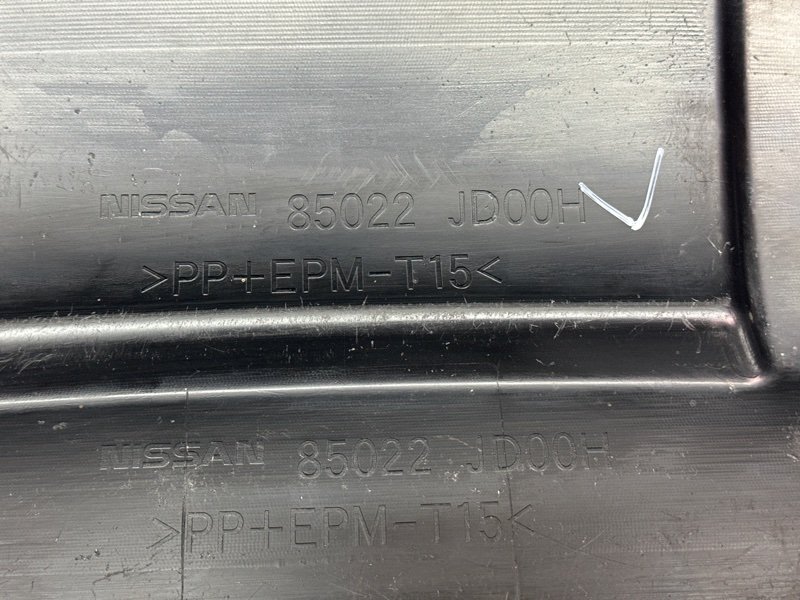 NISSAN 85022 JD00H
>PP+EPM-T15<
NISSAN 85022 JD00H
>PP+EPM-T15<